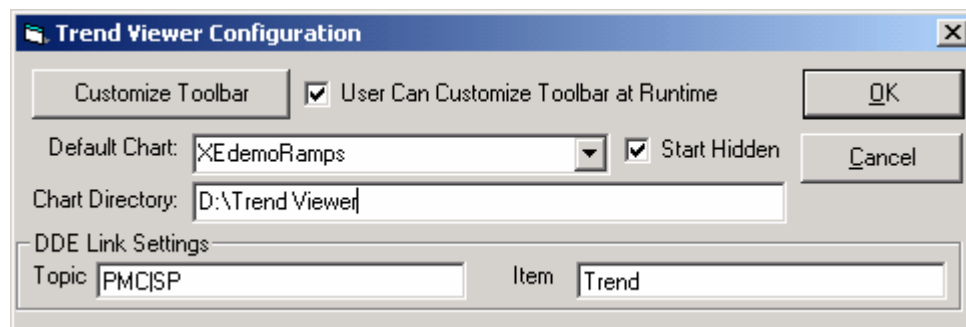 Trend Viewer Configuration
Customize Toolbar User Can Customize Toolbar at Runtime OK
Default Chart: XEdemoRamps Start Hidden Cancel
Chart Directory: D:\Trend Viewer
DDE Link Settings
Topic PMC|SP Item Trend